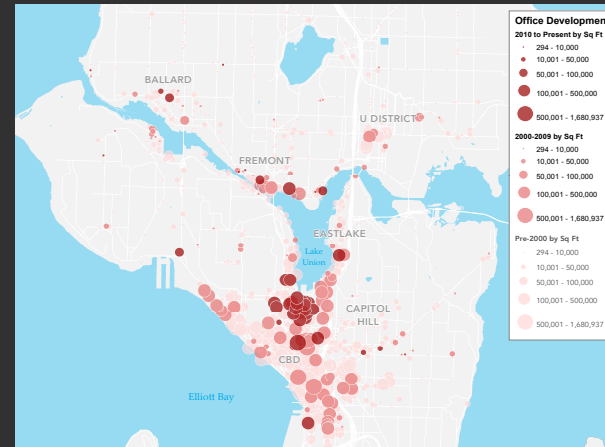 Office Developmen
2010 to Present by Sq Ft
294 - 10,000
10,001 - 50,000
50,001 - 100,000
100,001 - 500,000
500,001 - 1,680,937
2000-2009 by Sq Ft
294 - 10,000
10,001 - 50,000
50,001 - 100,000
100,001 - 500,000
500,001 - 1,680,937
Pre-2000 by Sq Ft
294 - 10,000
10,001 - 50,000
50,001 - 100,000
100,001 - 500,000
500,001 - 1,680,937
BALLARD
U DISTRICT
FREMONT
EASTLAKE
Lake
Union
CAPITOL
HILL
CBD
Elliott Bay